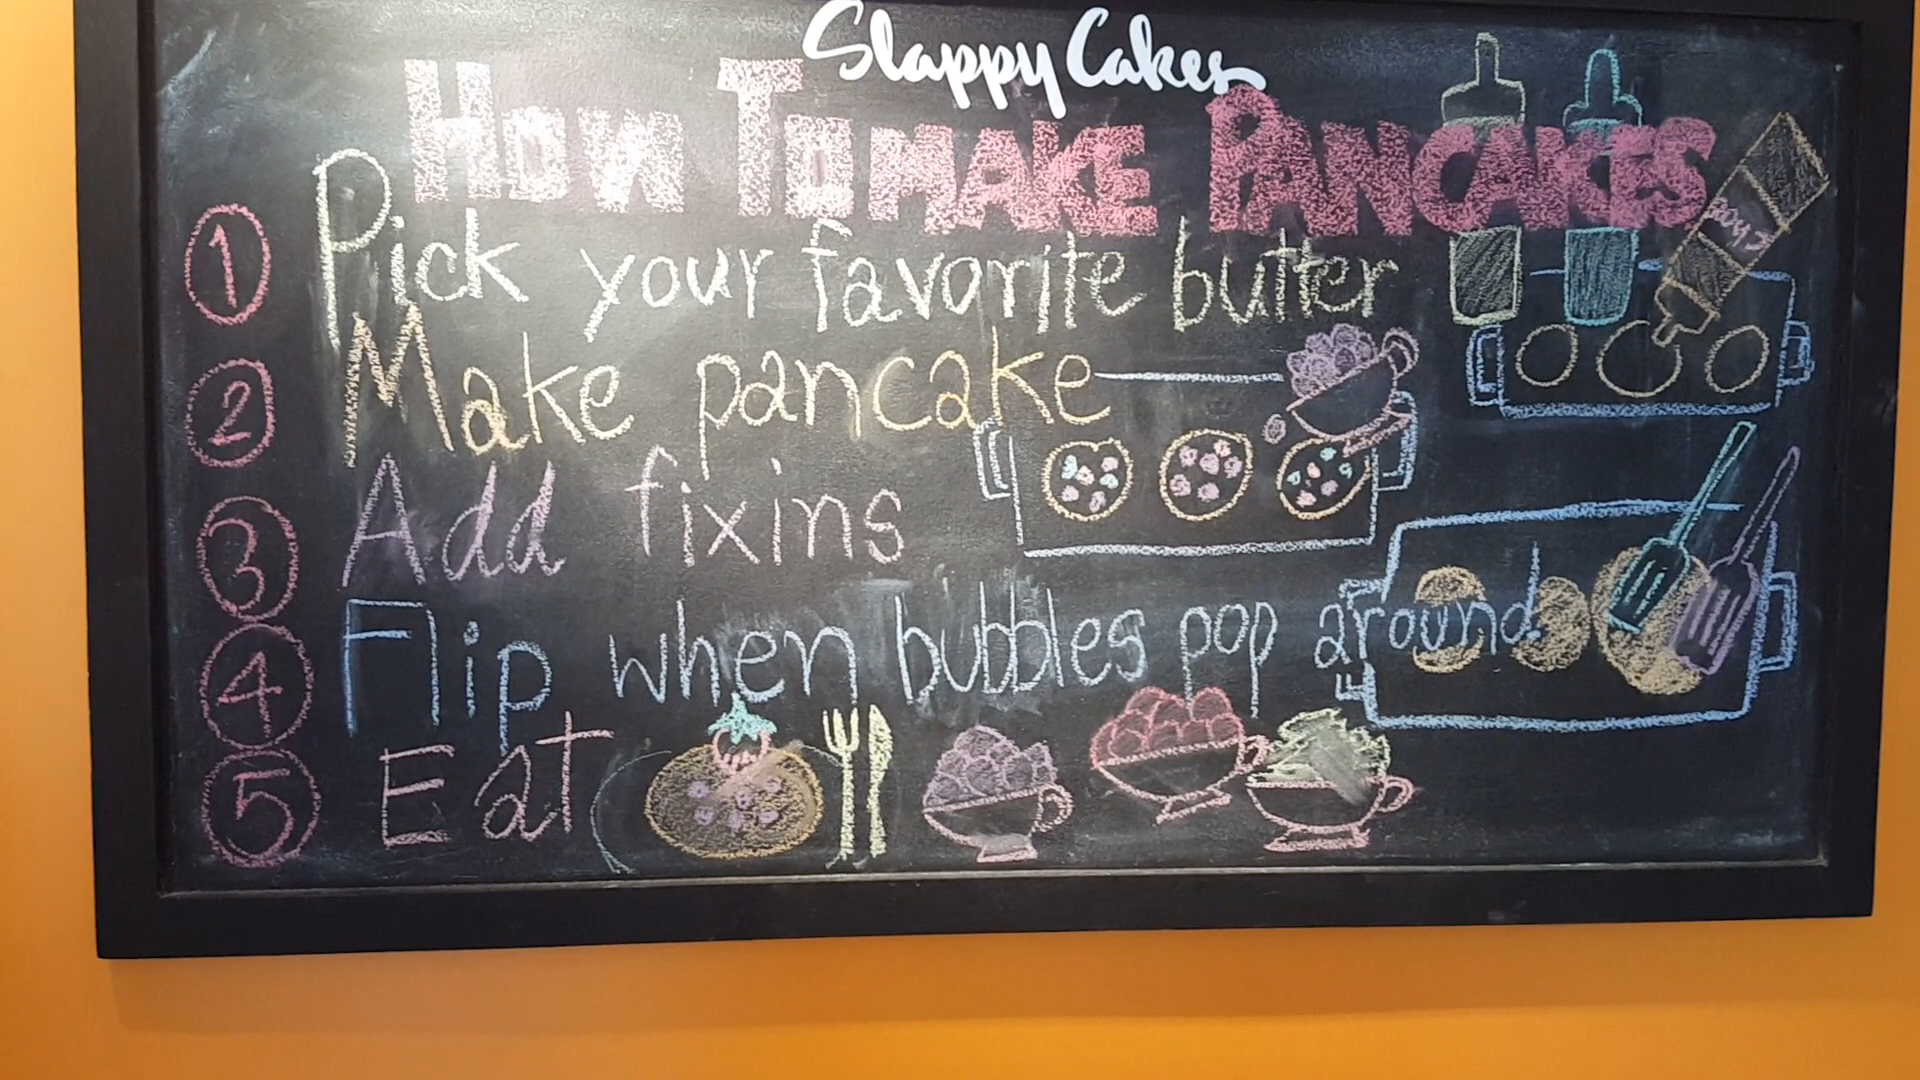 Slappy Cakes
HOW TO MAKE PANCAKES
1 Pick your favorite butter
2 Make pancake
3 Add fixins
4 Flip when bubbles pop around!
5 Eat